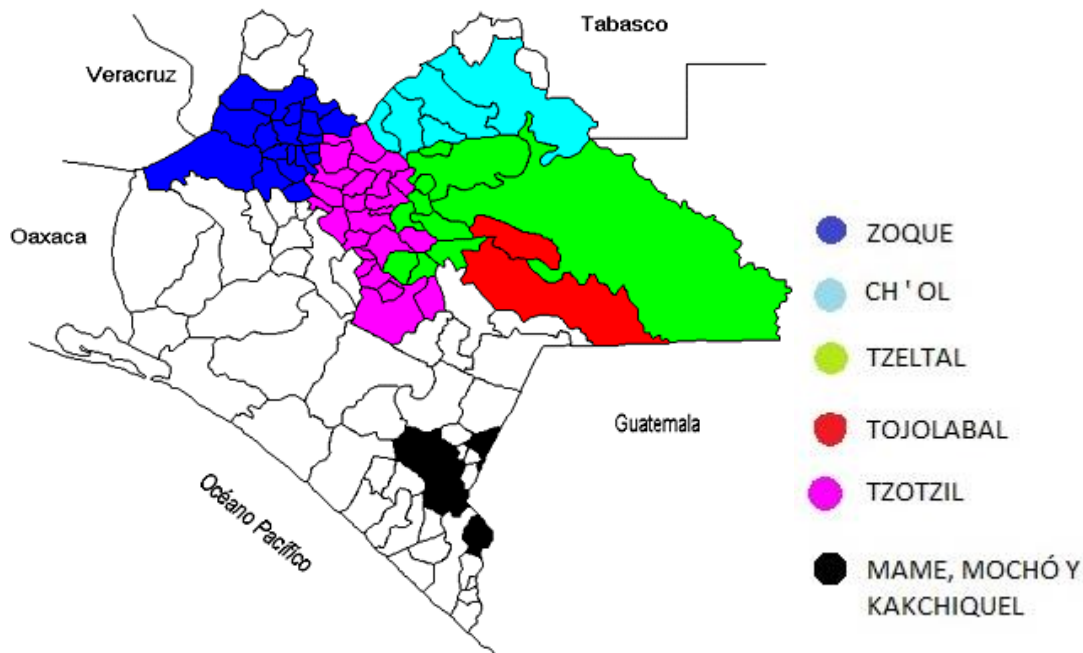 Tabasco
Veracruz
Oaxaca
Guatemala
Océano Pacífico
ZOQUE
CH ' OL
TZELTAL
TOJOLABAL
TZOTZIL
MAME, MOCHÓ Y
KAKCHIQUEL